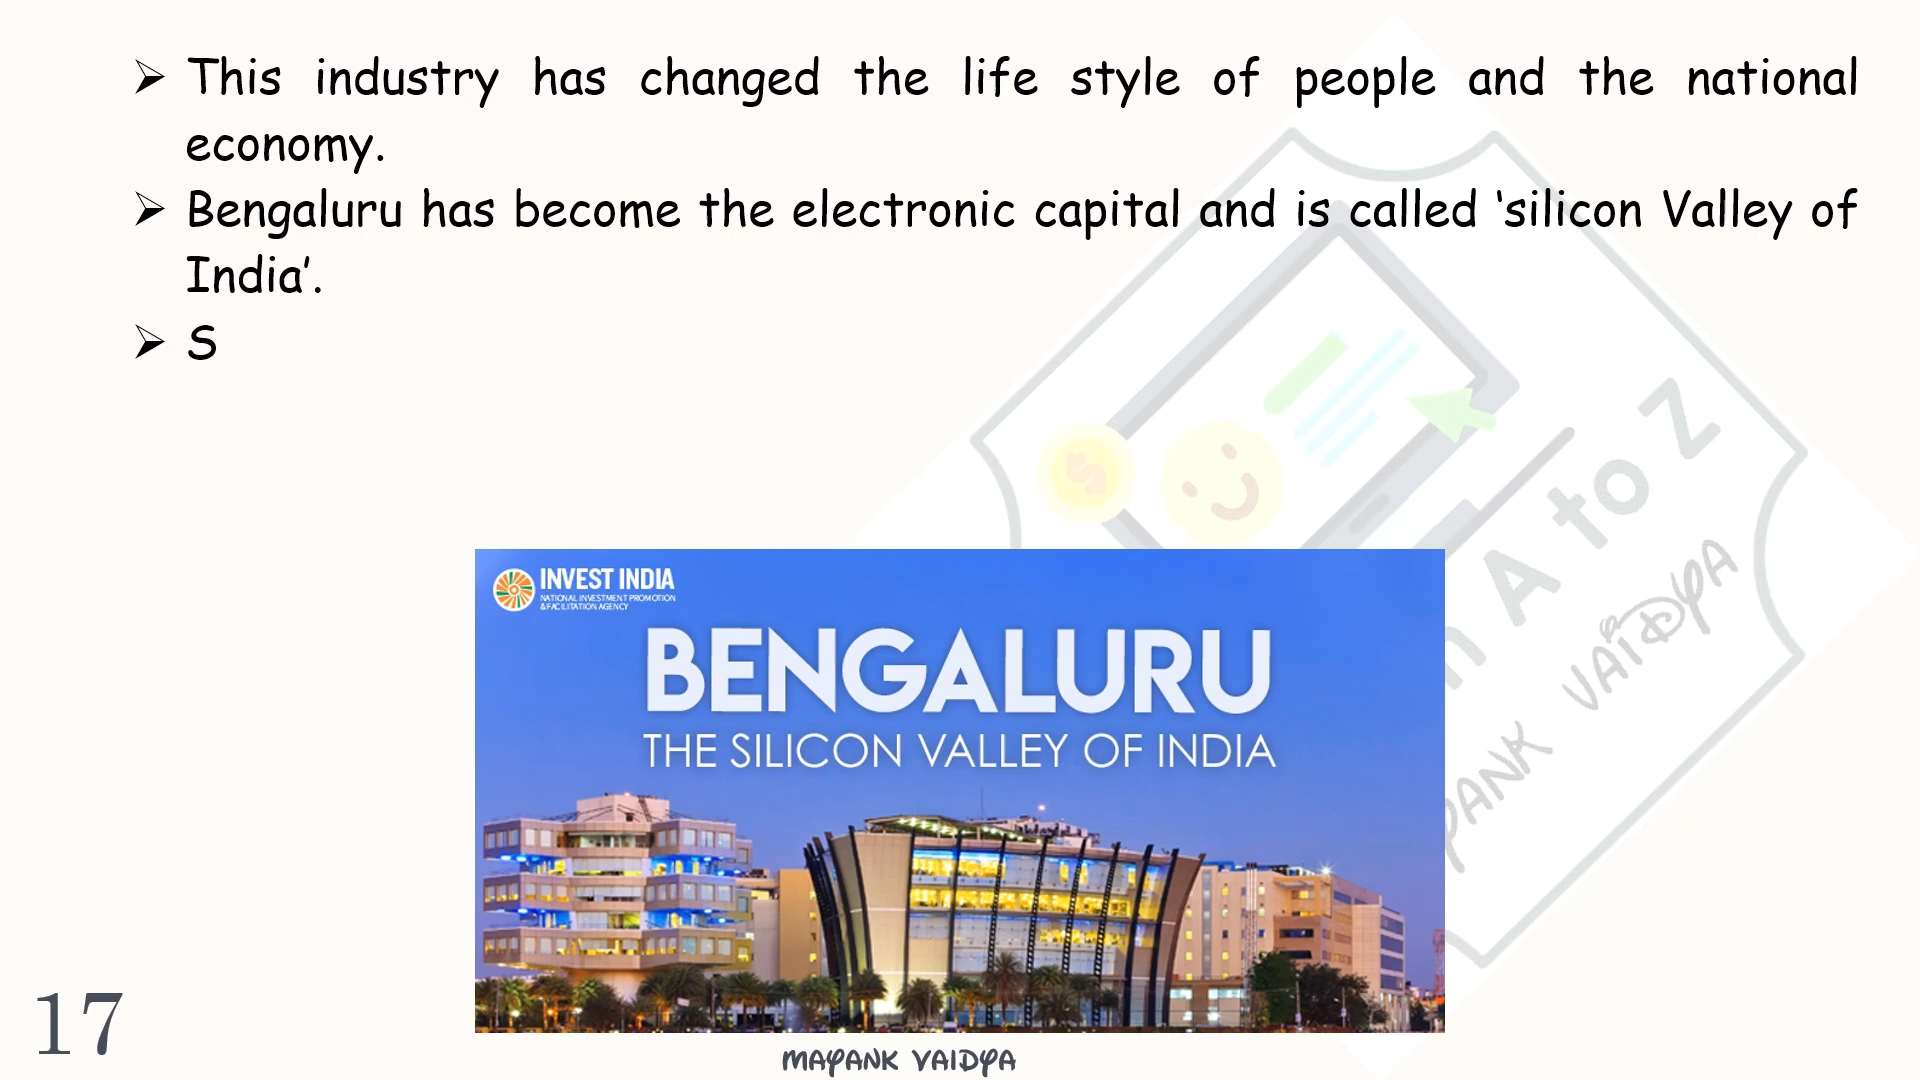 ➢ This industry has changed the life style of people and the national
economy.
➢ Bengaluru has become the electronic capital and is called ‘silicon Valley of
India’.
➢ S
A to Z
VAIDYA
INVEST INDIA
NATIONAL INVESTMENT PROMOTION
& FACILITATION AGENCY
BENGALURU
THE SILICON VALLEY OF INDIA
17
MAYANK VAIDYA